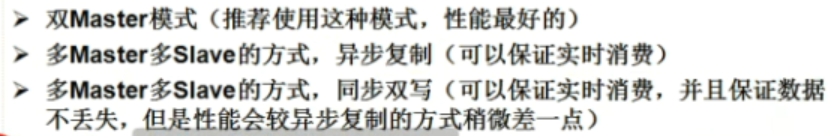 ➢ 双Master模式（推荐使用这种模式，性能最好的）
➢ 多Master多Slave的方式，异步复制（可以保证实时消费）
➢ 多Master多Slave的方式，同步双写（可以保证实时消费，并且保证数据
不丢失，但是性能会较异步复制的方式稍微差一点）